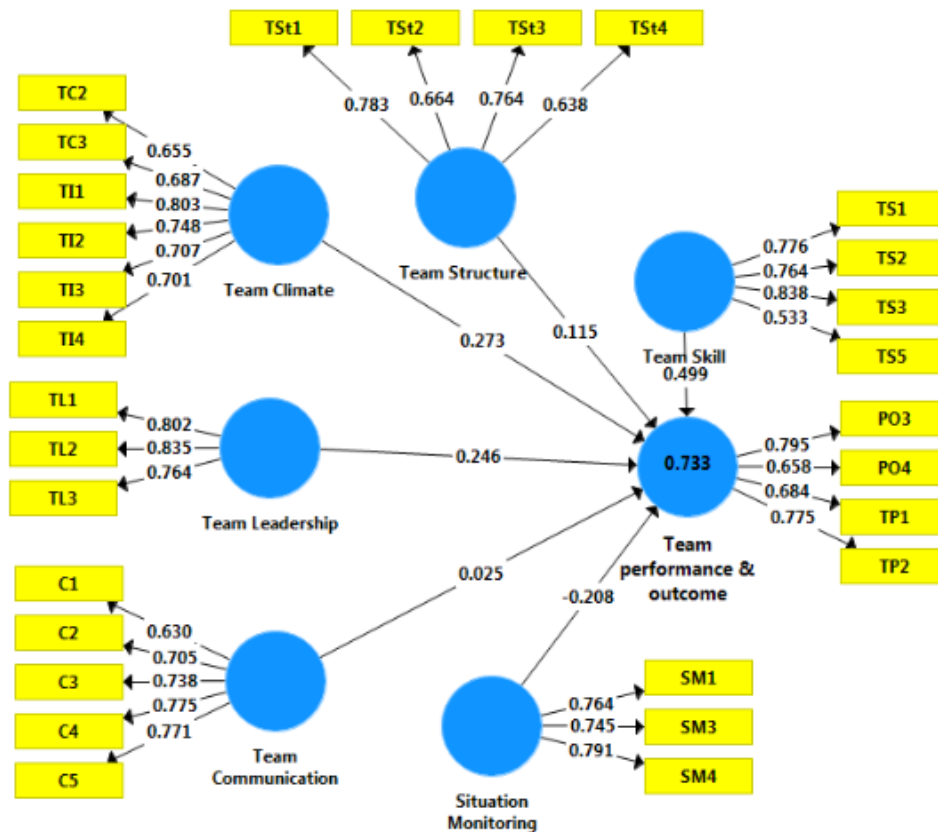 TSt1
TSt2
TSt3
TSt4
0.783
0.664
0.764
0.638
Team Structure
0.115
TC2
TC3
TI1
TI2
TI3
TI4
0.655
0.687
0.803
0.748
0.707
0.701
Team Climate
0.273
TS1
TS2
TS3
TS5
0.776
0.764
0.838
0.533
Team Skill
0.499
TL1
TL2
TL3
0.802
0.835
0.764
Team Leadership
0.246
0.733
Team
performance &
outcome
PO3
PO4
TP1
TP2
0.795
0.658
0.684
0.775
C1
C2
C3
C4
C5
0.630
0.705
0.738
0.775
0.771
Team
Communication
0.025
-0.208
SM1
SM3
SM4
0.764
0.745
0.791
Situation
Monitoring